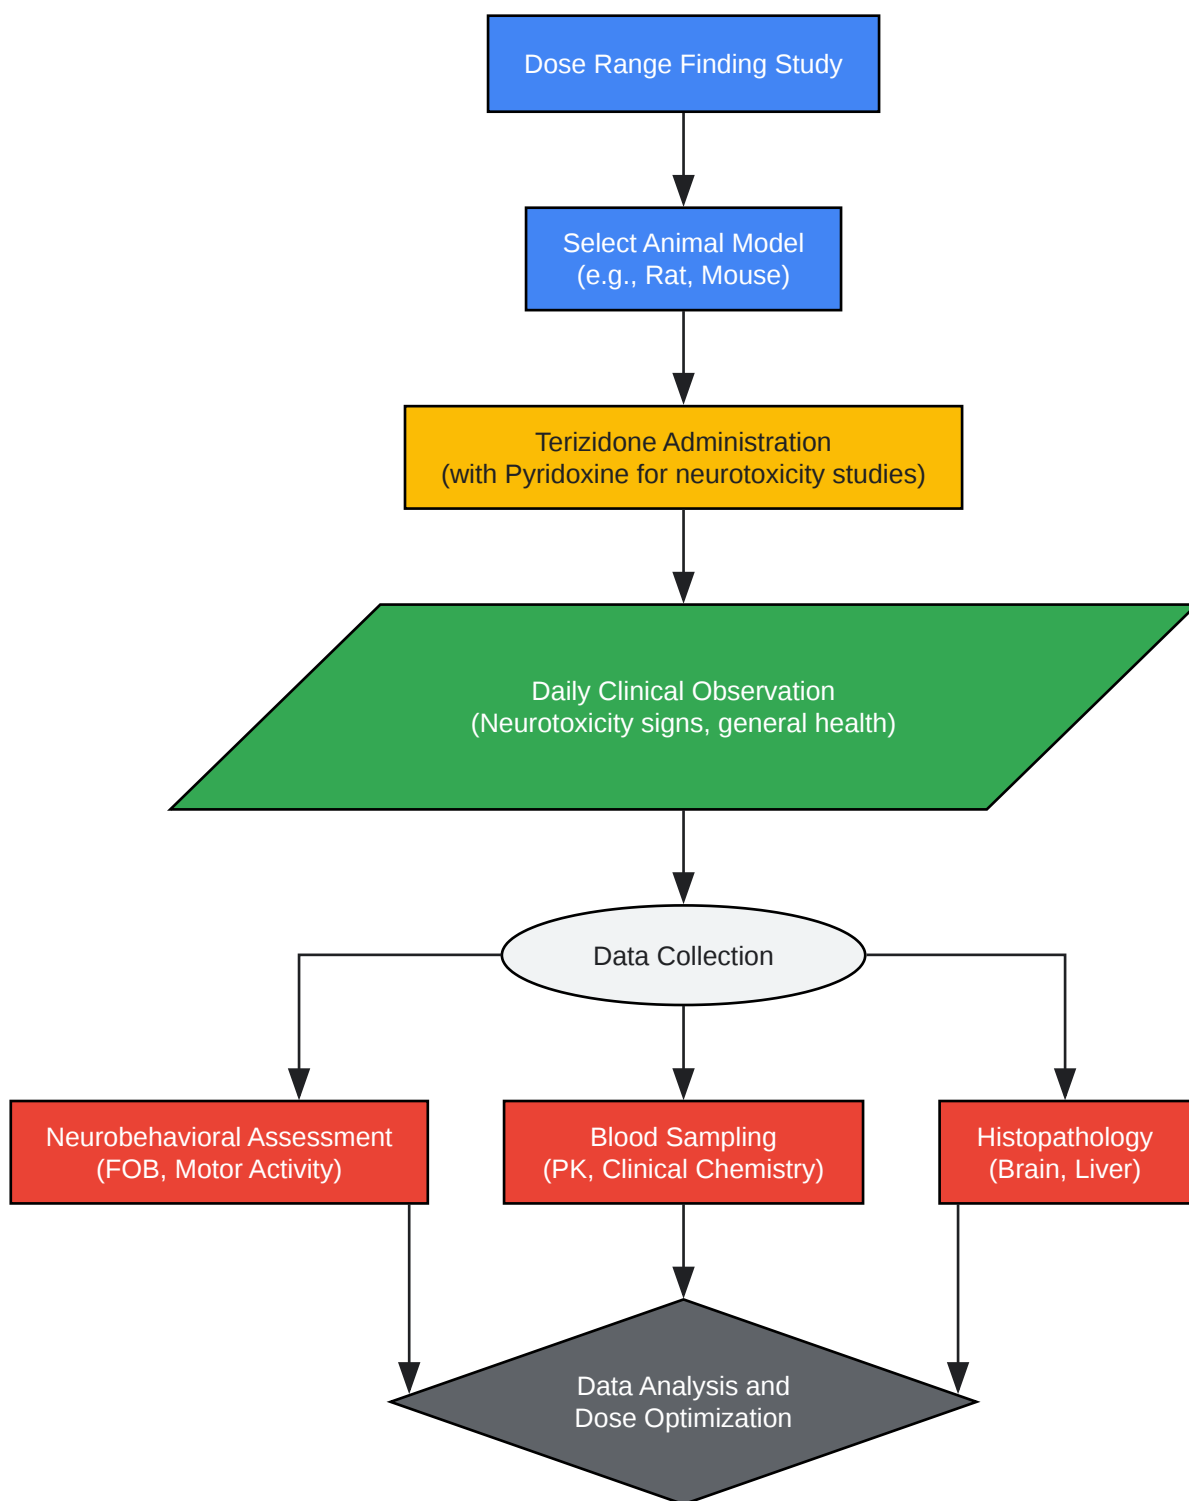 Dose Range Finding Study
Select Animal Model
(e.g., Rat, Mouse)
Terizidone Administration
(with Pyridoxine for neurotoxicity studies)
Daily Clinical Observation
(Neurotoxicity signs, general health)
Data Collection
Neurobehavioral Assessment
(FOB, Motor Activity)
Blood Sampling
(PK, Clinical Chemistry)
Histopathology
(Brain, Liver)
Data Analysis and
Dose Optimization